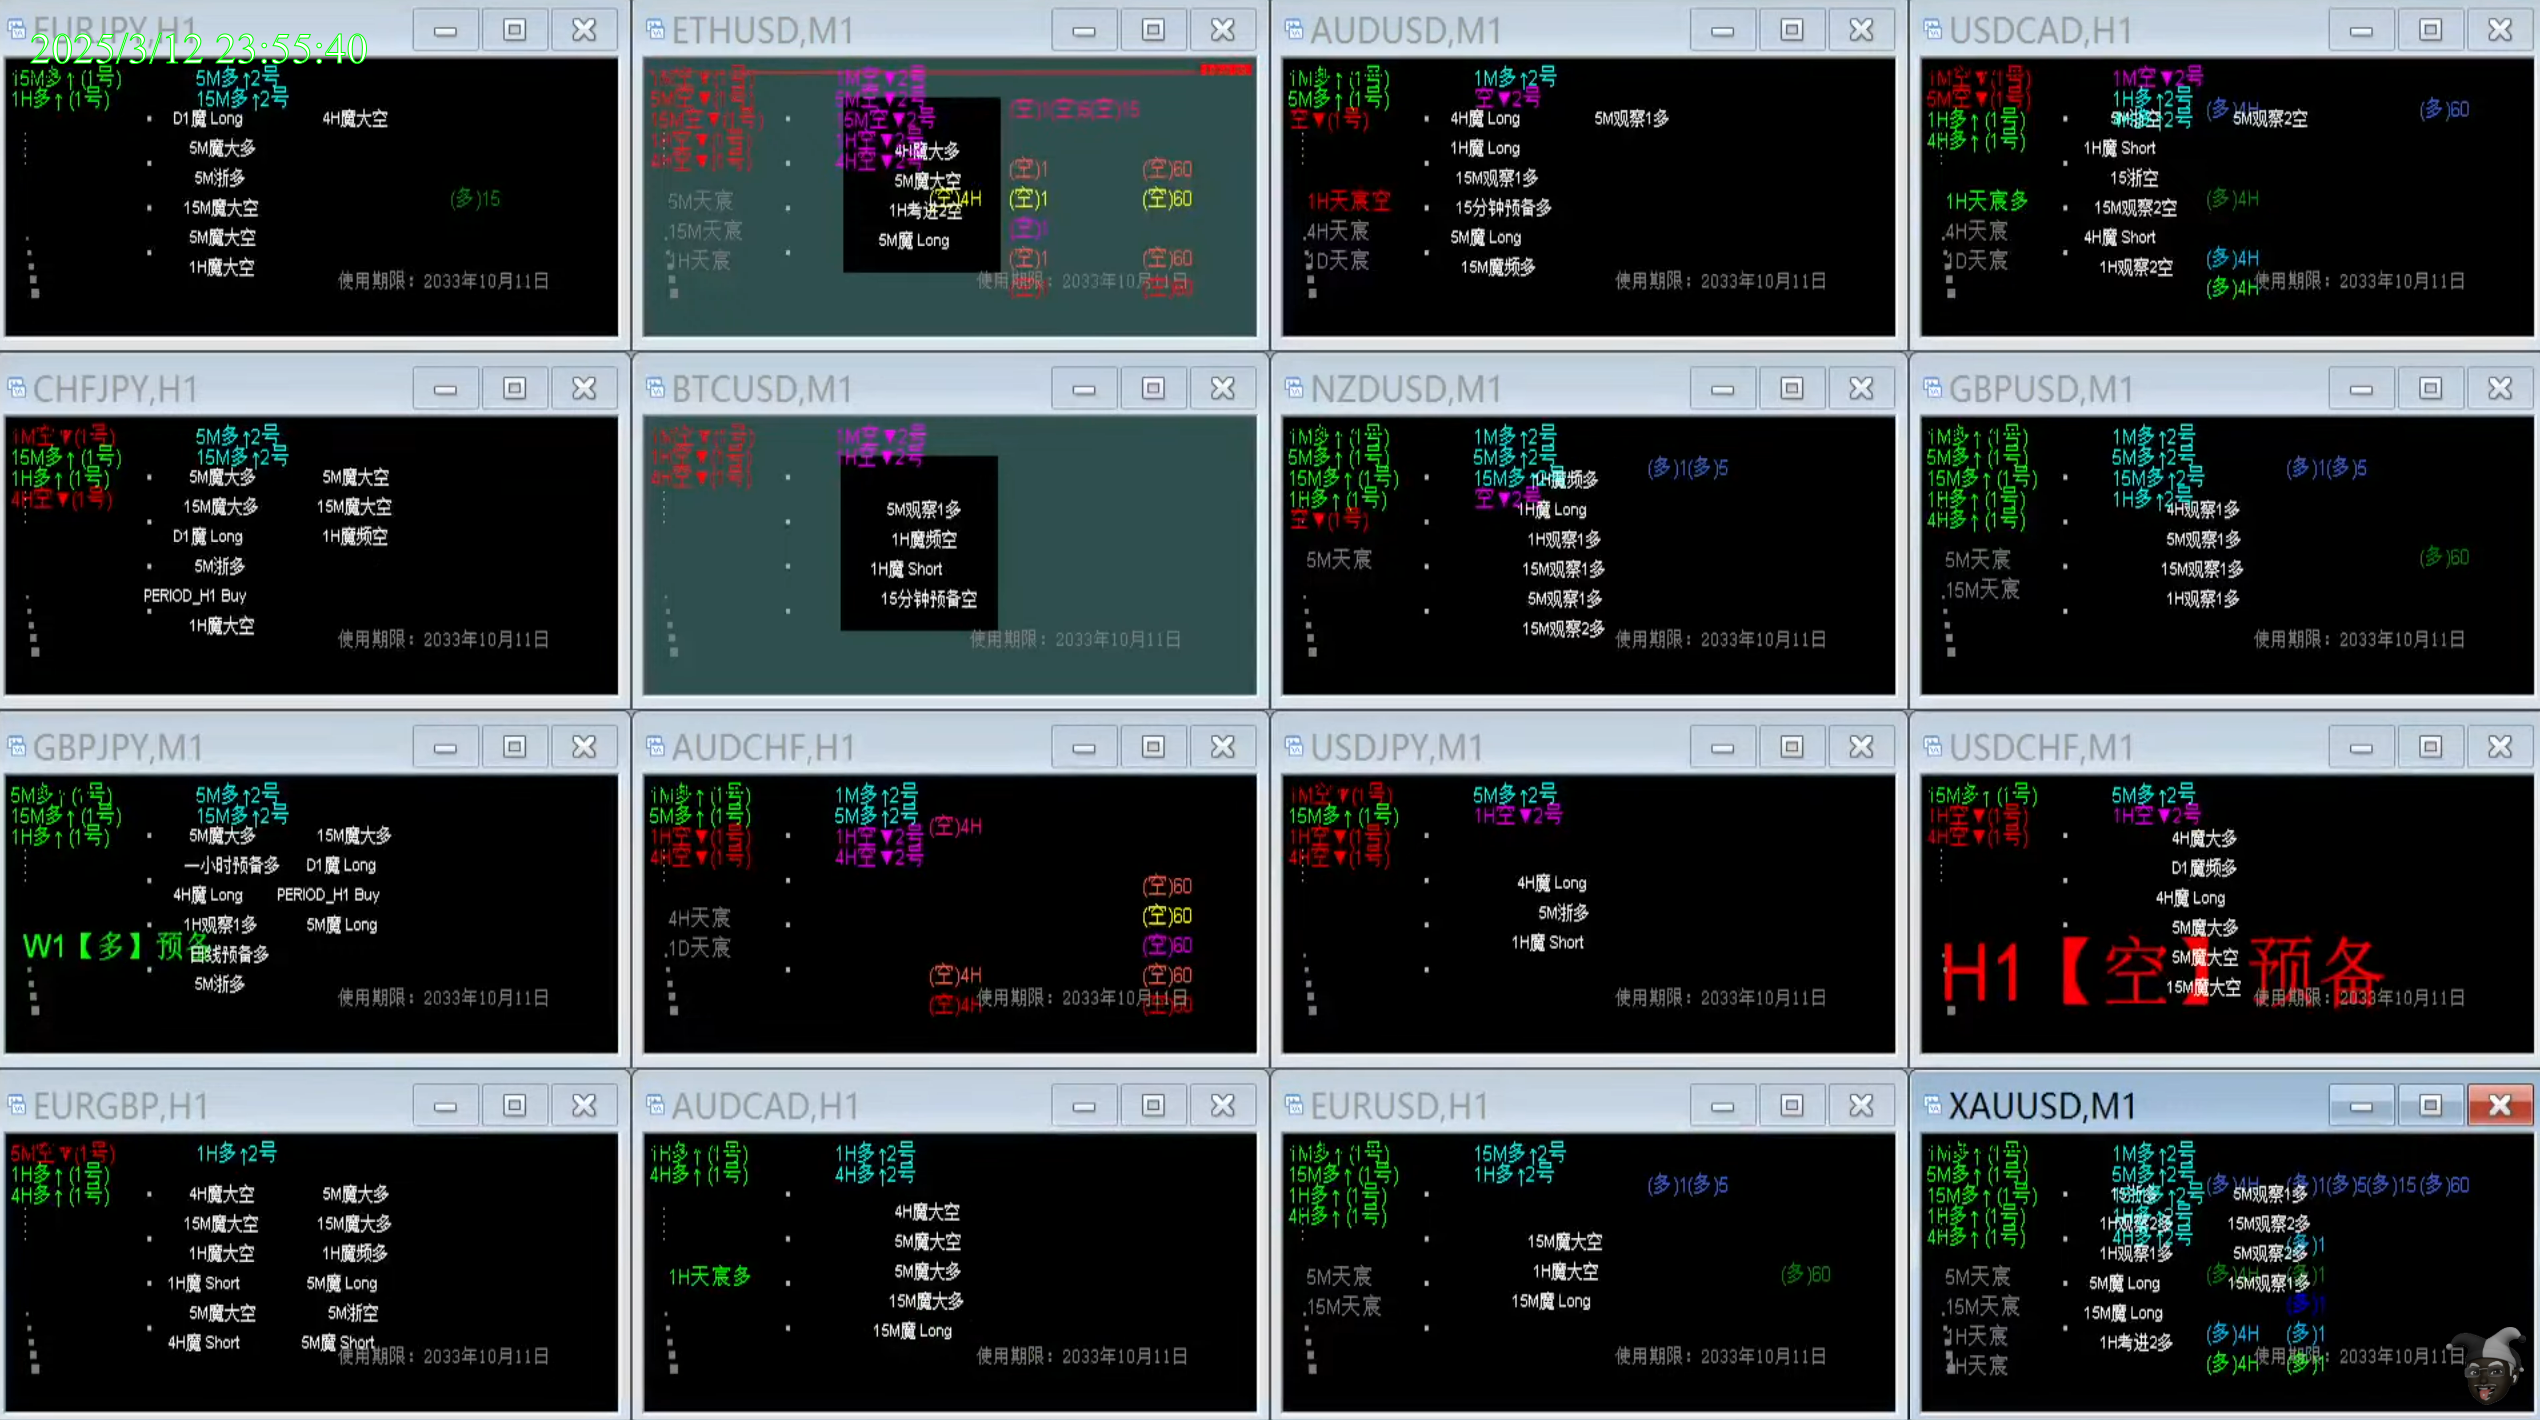 EURJPY,H1
2025/3/12 23:55:40
15M多↑(1号) 5M多↑2号
1H多↑(1号) 15M多↑2号
D1魔 Long 4H魔大空
5M魔大多
5M浙多
15M魔大空 (多)15
5M魔大空
1H魔大空
使用期限：2033年10月11日
ETHUSD,M1
1M空▼(1号) 1M空▼2号
5M空▼(1号) 5M空▼2号
15M空▼(1号) 15M空▼2号
1H空▼(1号) 1H空▼2号
4H空▼(1号) 4H空▼2号
(空)1(空)5(空)15
4H魔大多
(空)1 (空)60
5M魔大空
5M天宸 (空)4H (空)1 (空)60
1H考进2空
15M天宸 (空)1
5M魔 Long
1H天宸 (空)1 (空)60
使用期限：2033年10月11日
AUDUSD,M1
1M多↑(1号) 1M多↑2号
5M多↑(1号) 空▼2号
空▼(1号)
4H魔 Long 5M观察1多
1H魔 Long
15M观察1多
1H天宸空 15分钟预备多
4H天宸 5M魔 Long
1D天宸 15M魔频多
使用期限：2033年10月11日
USDCAD,H1
1M空▼(1号) 1M空▼2号
5M空▼(1号) 1H多↑2号
1H多↑(1号)
4H多↑(1号)
(多)4H (多)60
5M观察2空
1H魔 Short
15浙空
1H天宸多 15M观察2空 (多)4H
4H天宸 4H魔 Short
1D天宸 1H观察2空 (多)4H
(多)4H
使用期限：2033年10月11日
CHFJPY,H1
1M空▼(1号) 5M多↑2号
15M多↑(1号) 15M多↑2号
1H多↑(1号)
4H空▼(1号)
5M魔大多 5M魔大空
15M魔大多 15M魔大空
D1魔 Long 1H魔频空
5M浙多
PERIOD_H1 Buy
1H魔大空
使用期限：2033年10月11日
BTCUSD,M1
1M空▼(1号) 1M空▼2号
1H空▼(1号) 1H空▼2号
4H空▼(1号)
5M观察1多
1H魔频空
1H魔 Short
15分钟预备空
使用期限：2033年10月11日
NZDUSD,M1
1M多↑(1号) 1M多↑2号
5M多↑(1号) 5M多↑2号
15M多↑(1号) 15M多↑2号
1H多↑(1号) 空▼2号
空▼(1号)
(多)1(多)5
1H魔 Long
1H观察1多
5M天宸 15M观察1多
5M观察1多
15M观察2多
使用期限：2033年10月11日
GBPUSD,M1
1M多↑(1号) 1M多↑2号
5M多↑(1号) 5M多↑2号
15M多↑(1号) 15M多↑2号
1H多↑(1号) 1H多↑2号
4H多↑(1号)
(多)1(多)5
4H观察1多
5M观察1多
5M天宸 15M观察1多 (多)60
15M天宸 1H观察1多
使用期限：2033年10月11日
GBPJPY,M1
5M多↑(1号) 5M多↑2号
15M多↑(1号) 15M多↑2号
1H多↑(1号)
5M魔大多 15M魔大多
一小时预备多 D1魔 Long
4H魔 Long PERIOD_H1 Buy
1H观察1多 5M魔 Long
W1【多】预备
日线预备多
5M浙多
使用期限：2033年10月11日
AUDCHF,H1
1M多↑(1号) 1M多↑2号
5M多↑(1号) 5M多↑2号
1H空▼(1号) 1H空▼2号
4H空▼(1号) 4H空▼2号
(空)4H
(空)60
4H天宸 (空)60
1D天宸 (空)60
(空)4H (空)60
(空)4H (空)60
使用期限：2033年10月11日
USDJPY,M1
1M空▼(1号) 5M多↑2号
15M多↑(1号) 1H空▼2号
1H空▼(1号)
4H空▼(1号)
4H魔 Long
5M浙多
1H魔 Short
使用期限：2033年10月11日
USDCHF,M1
15M多↑(1号) 5M多↑2号
1H空▼(1号) 1H空▼2号
4H空▼(1号)
4H魔大多
D1魔频多
4H魔 Long
5M魔大多
5M魔大空
H1【空】预备
15M魔大空
使用期限：2033年10月11日
EURGBP,H1
5M空▼(1号) 1H多↑2号
1H多↑(1号)
4H多↑(1号)
4H魔大空 5M魔大多
15M魔大空 15M魔大多
1H魔大空 1H魔频多
1H魔 Short 5M魔 Long
5M魔大空 5M浙空
4H魔 Short 5M魔 Short
使用期限：2033年10月11日
AUDCAD,H1
1H多↑(1号) 1H多↑2号
4H多↑(1号) 4H多↑2号
4H魔大空
5M魔大空
1H天宸多 5M魔大多
15M魔大多
15M魔 Long
使用期限：2033年10月11日
EURUSD,H1
1M多↑(1号) 15M多↑2号
15M多↑(1号) 1H多↑2号
1H多↑(1号)
4H多↑(1号)
(多)1(多)5
15M魔大空
5M天宸 1H魔大空 (多)60
15M天宸 15M魔 Long
使用期限：2033年10月11日
XAUUSD,M1
1M多↑(1号) 1M多↑2号
5M多↑(1号) 5M多↑2号
15M多↑(1号)
1H多↑(1号)
4H多↑(1号) 4H多↑2号
(多)4H (多)1(多)5(多)15(多)60
5M观察1多
1H观察2多 15M观察2多
1H观察1多 5M观察2多 (多)1
5M天宸 5M魔 Long (多)4H 15M观察1多
15M天宸 15M魔 Long (多)1
1H天宸 1H考进2多 (多)4H (多)1
4H天宸 (多)4H (多)1
使用期限：2033年10月11日